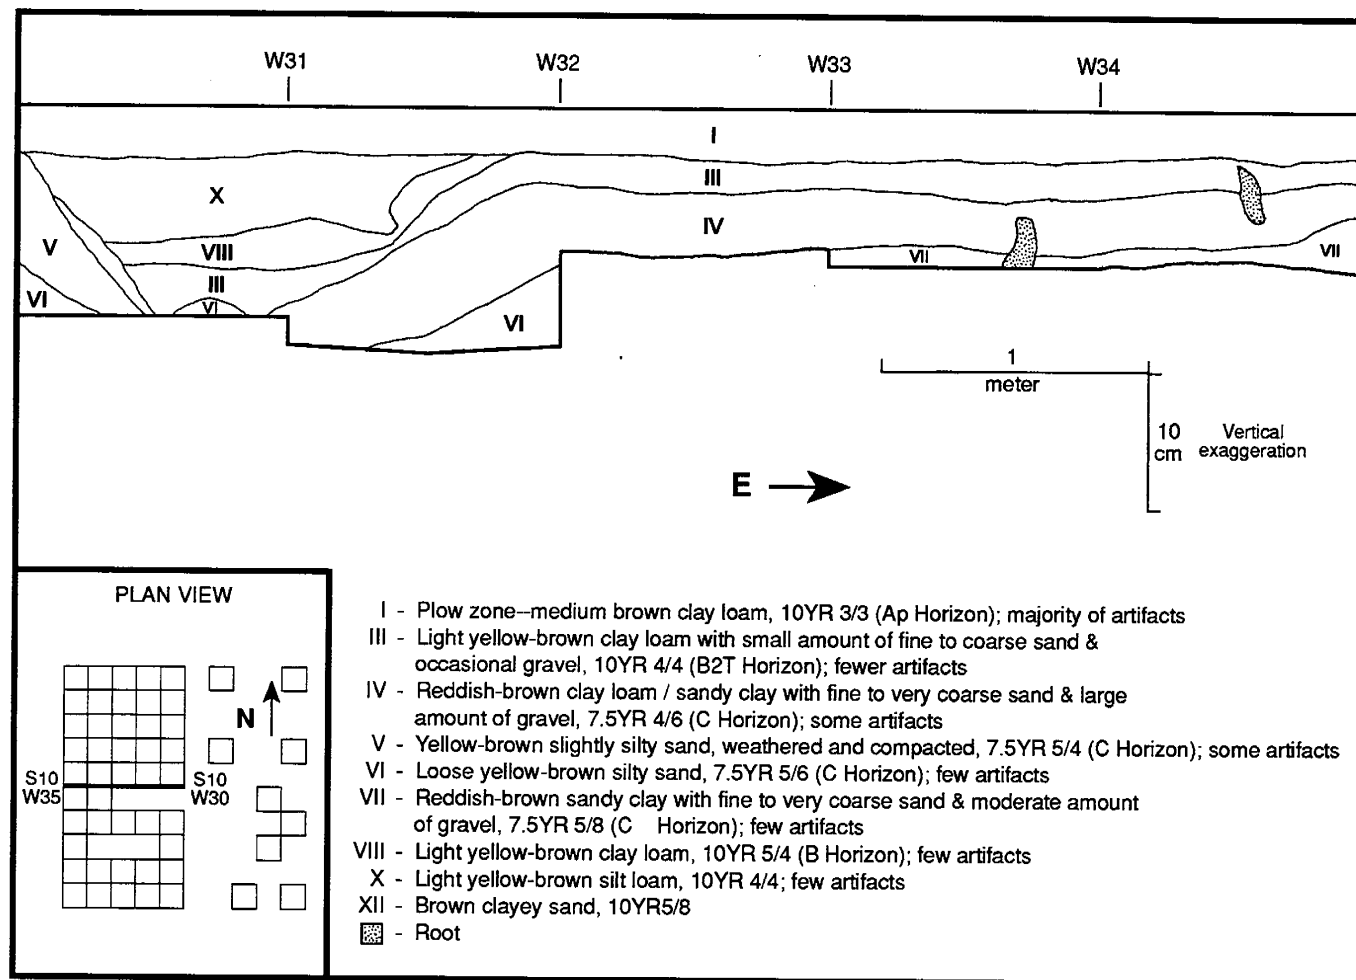 W31 W32 W33 W34
I
III
X
IV
V
VIII
VII
VII
III
VI
VI
VI
1
meter
10
cm
Vertical
exaggeration
E
PLAN VIEW
N
S10
W35
S10
W30
I - Plow zone--medium brown clay loam, 10YR 3/3 (Ap Horizon); majority of artifacts
III - Light yellow-brown clay loam with small amount of fine to coarse sand &
occasional gravel, 10YR 4/4 (B2T Horizon); fewer artifacts
IV - Reddish-brown clay loam / sandy clay with fine to very coarse sand & large
amount of gravel, 7.5YR 4/6 (C Horizon); some artifacts
V - Yellow-brown slightly silty sand, weathered and compacted, 7.5YR 5/4 (C Horizon); some artifacts
VI - Loose yellow-brown silty sand, 7.5YR 5/6 (C Horizon); few artifacts
VII - Reddish-brown sandy clay with fine to very coarse sand & moderate amount
of gravel, 7.5YR 5/8 (C Horizon); few artifacts
VIII - Light yellow-brown clay loam, 10YR 5/4 (B Horizon); few artifacts
X - Light yellow-brown silt loam, 10YR 4/4; few artifacts
XII - Brown clayey sand, 10YR5/8
- Root